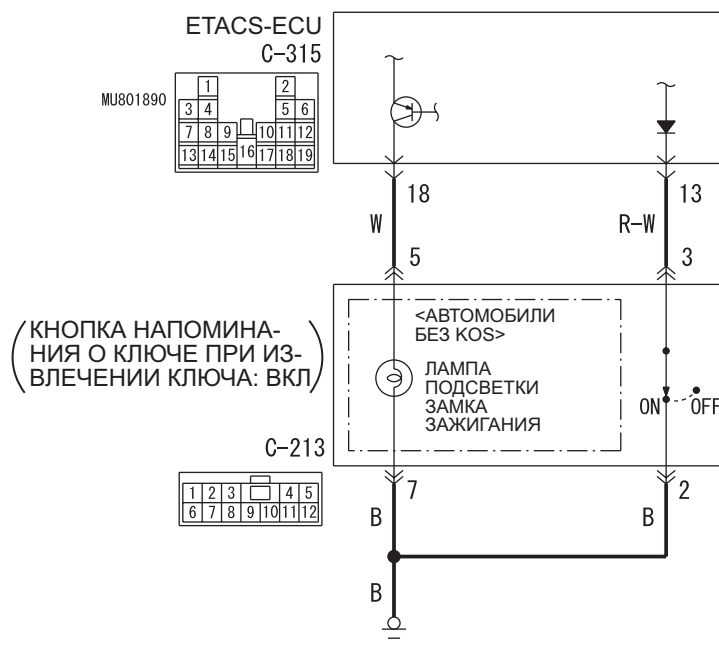 ETACS-ECU
C-315
MU801890
1 2
3 4 5 6
7 8 9 10 11 12
13 14 15 16 17 18 19
18 13
W R-W
5 3
<АВТОМОБИЛИ
БЕЗ KOS>
(КНОПКА НАПОМИНА-
НИЯ О КЛЮЧЕ ПРИ ИЗ-
ВЛЕЧЕНИИ КЛЮЧА: ВКЛ)
ЛАМПА
ПОДСВЕТКИ
ЗАМКА
ЗАЖИГАНИЯ
ON OFF
C-213
1 2 3 4 5
6 7 8 9 10 11 12
7 2
B B
B